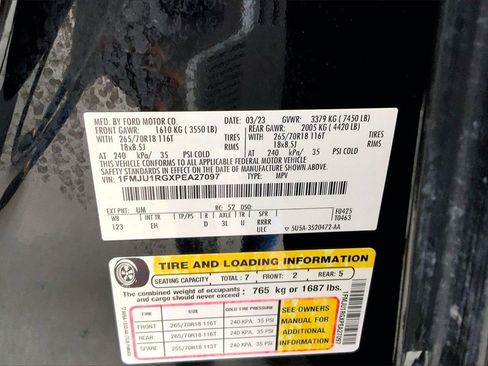 MFD. BY FORD MOTOR CO. 03/23 GVWR: 3379 KG ( 7450 LB)
FRONT GAWR: 1610 KG ( 3550 LB) REAR GAWR: 2005 KG ( 4420 LB)
WITH 265/70R18 116T TIRES WITH 265/70R18 116T TIRES
18x8.5J RIMS 18x8.5J RIMS
AT 240 kPa/ 35 PSI COLD AT 240 kPa/ 35 PSI COLD
THIS VEHICLE CONFORMS TO ALL APPLICABLE FEDERAL MOTOR VEHICLE
SAFETY STANDARDS IN EFFECT ON THE DATE OF MANUFACTURE SHOWN ABOVE.
VIN: 1FMJU1RGXPEA27097 TYPE: MPV
EXT PNT: UM RC: 52 DSO: F0425
WB INT TR TP/PS R AXLE TR SPR T0463
123 EH D 3L U RRRR
ULC 5U5A-3520472-AA
TIRE AND LOADING INFORMATION
SEATING CAPACITY TOTAL : 7 FRONT: 2 REAR: 5
The combined weight of occupants and cargo should never exceed: 765 kg or 1687 lbs.
TIRE SIZE COLD TIRE PRESSURE
FRONT 265/70R18 116T 240 KPA, 35 PSI
REAR 265/70R18 116T 240 KPA, 35 PSI
SPARE 255/70R18 113T 240 KPA, 35 PSI
SEE OWNERS
MANUAL FOR
ADDITIONAL
INFORMATION
1FMJU1RGXPEA27097